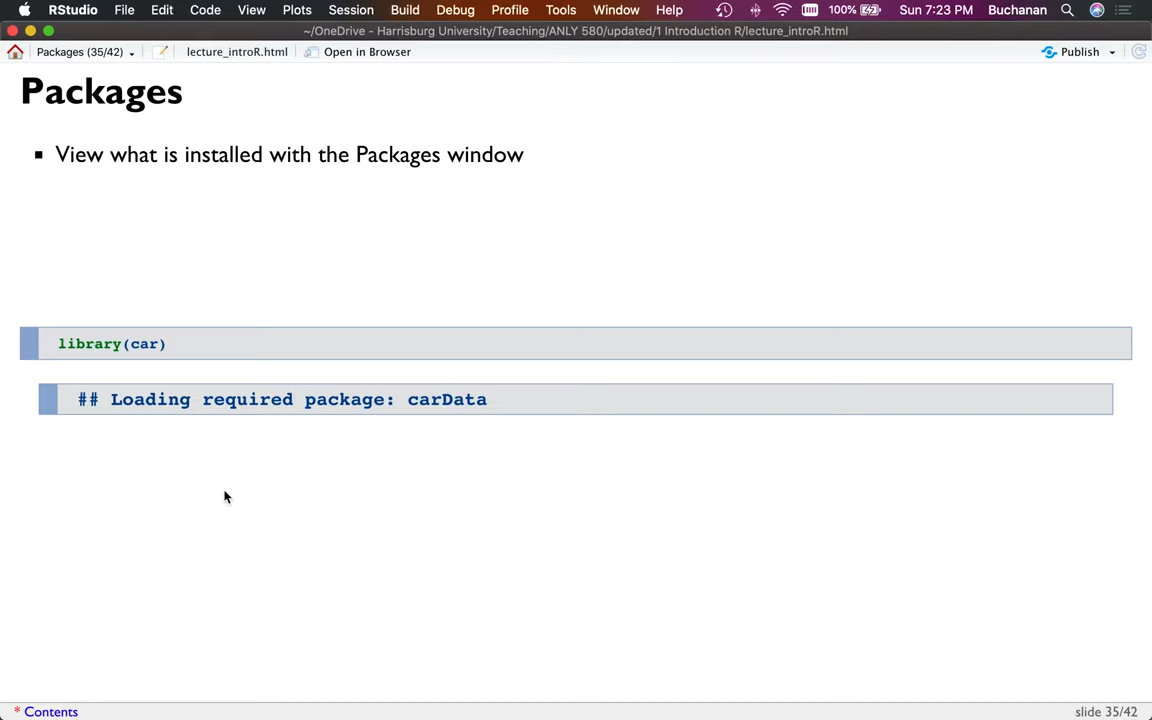 RStudio File Edit Code View Plots Session Build Debug Profile Tools Window Help 100% Sun 7:23 PM Buchanan
~/OneDrive - Harrisburg University/Teaching/ANLY 580/updated/1 Introduction R/lecture_introR.html
Packages (35/42) lecture_introR.html Open in Browser Publish
Packages
View what is installed with the Packages window
library(car)
## Loading required package: carData
* Contents slide 35/42